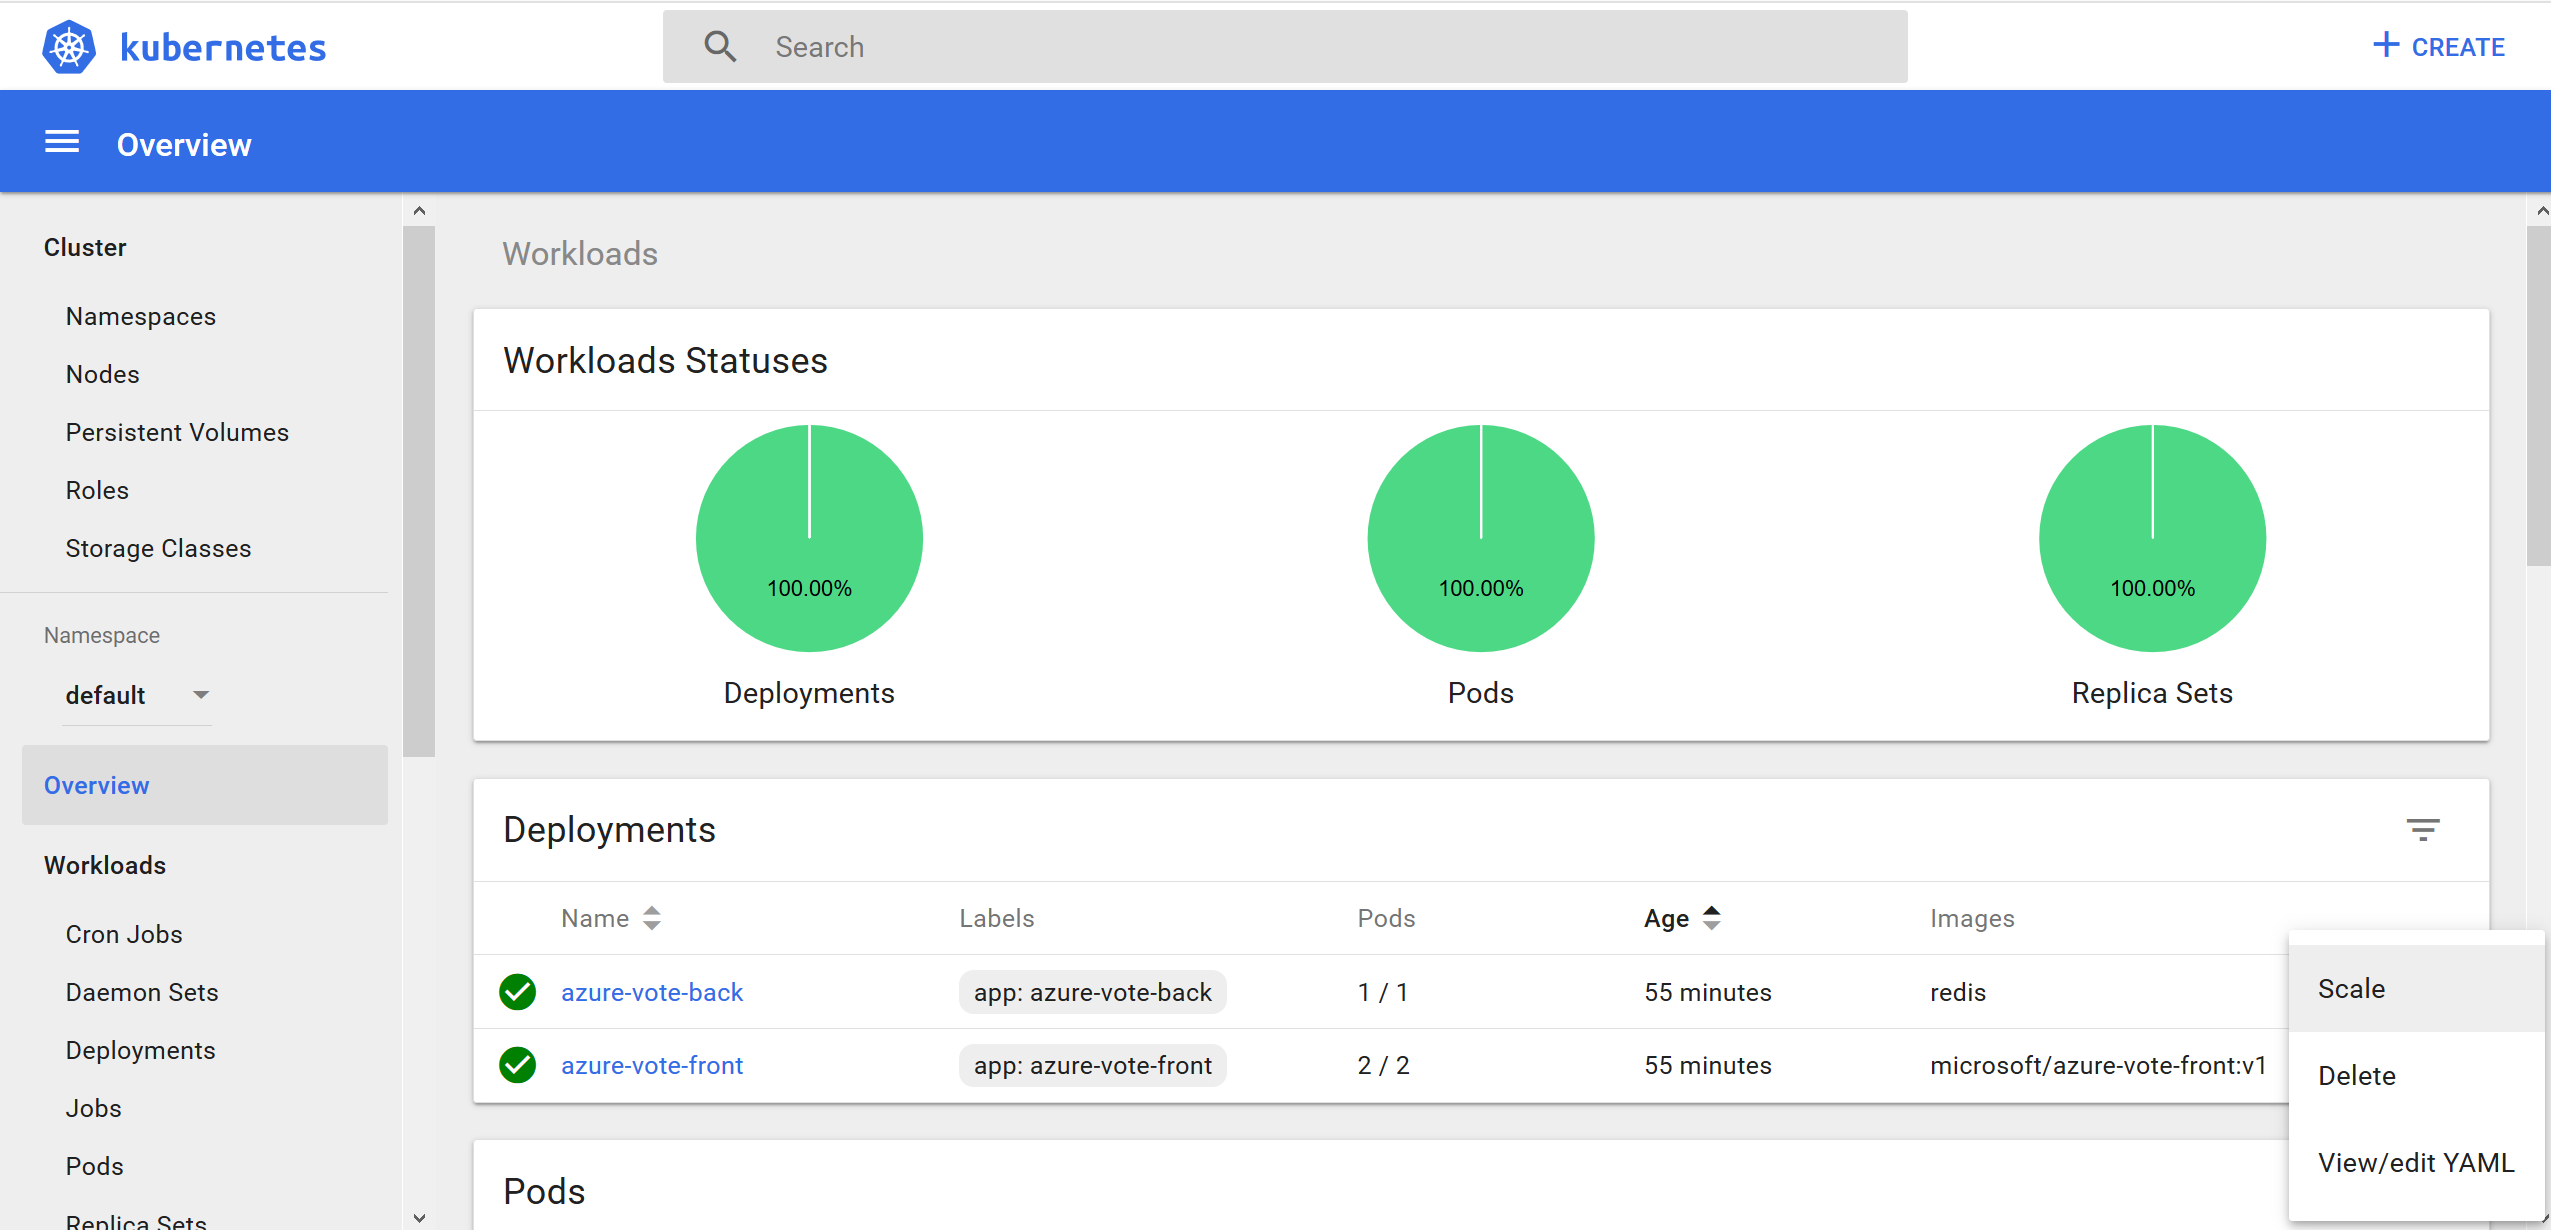 kubernetes
Search
CREATE
Overview
Cluster
Namespaces
Nodes
Persistent Volumes
Roles
Storage Classes
Namespace
default
Overview
Workloads
Cron Jobs
Daemon Sets
Deployments
Jobs
Pods
Replica Sets
Workloads
Workloads Statuses
100.00% 100.00% 100.00%
Deployments Pods Replica Sets
Deployments
Name Labels Pods Age Images
azure-vote-back app: azure-vote-back 1 / 1 55 minutes redis
azure-vote-front app: azure-vote-front 2 / 2 55 minutes microsoft/azure-vote-front:v1
Scale
Delete
View/edit YAML
Pods